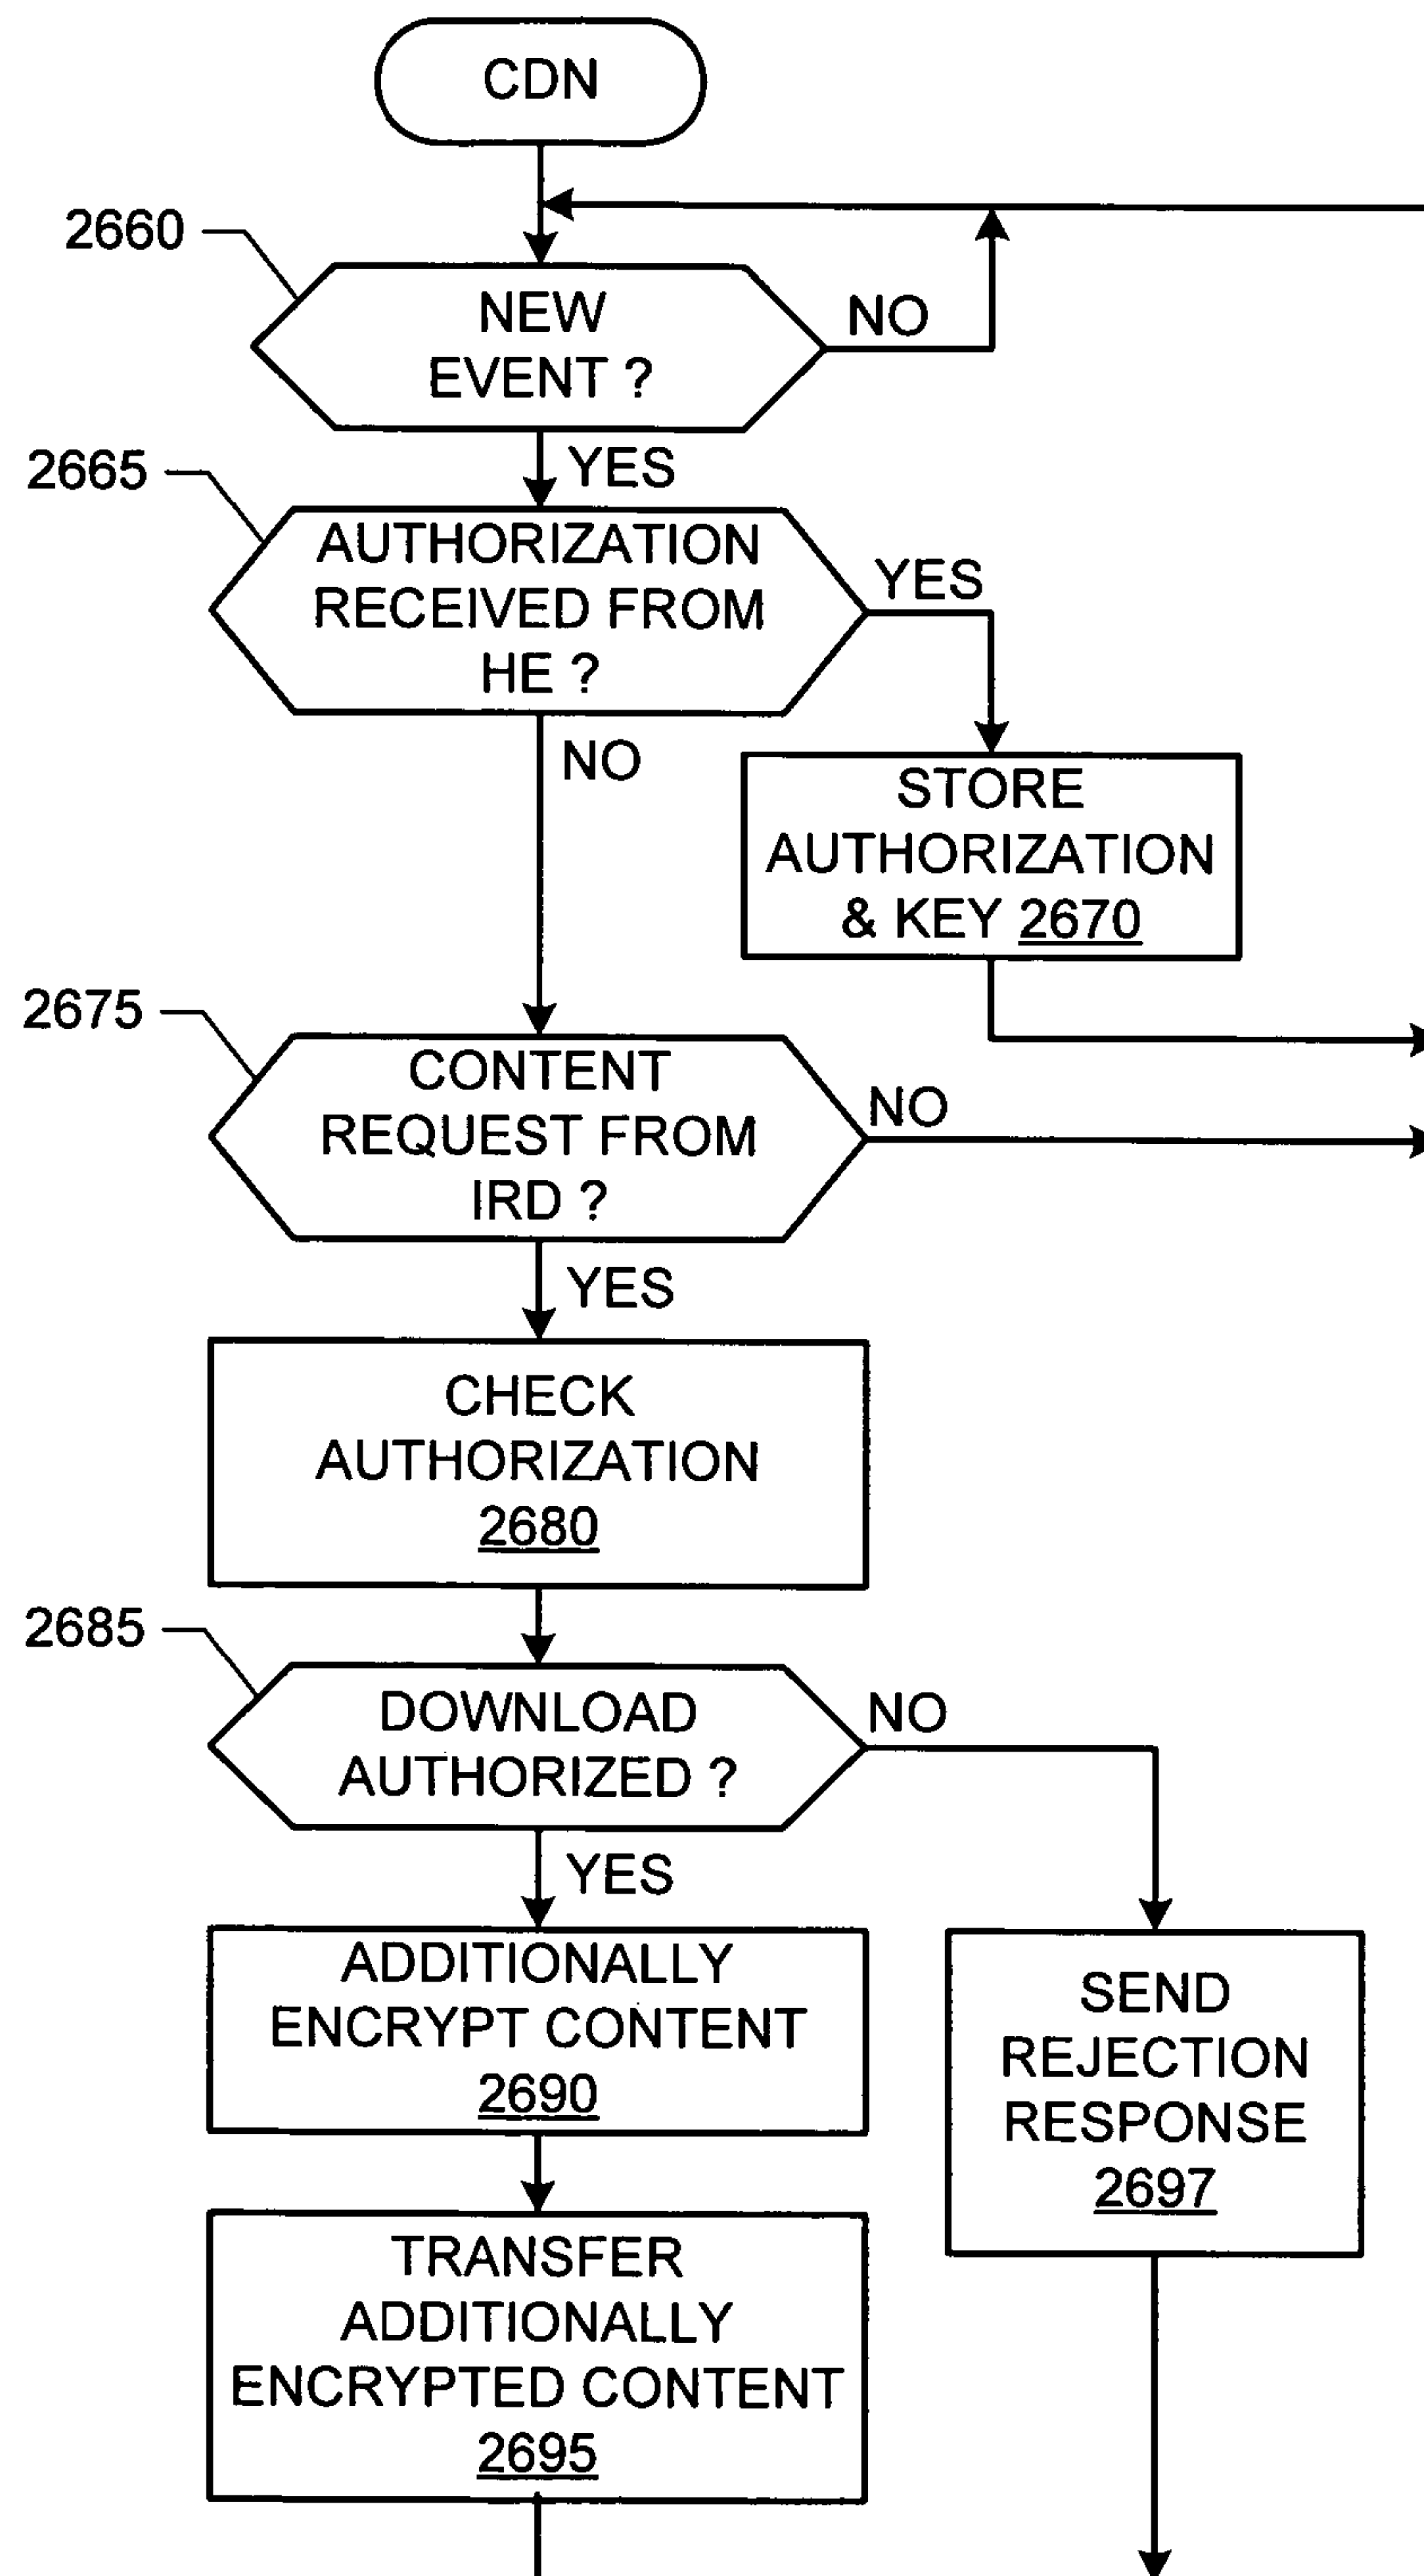 CDN
2660
NEW
EVENT ?
NO
YES
2665
AUTHORIZATION
RECEIVED FROM
HE ?
YES
NO
STORE
AUTHORIZATION
& KEY 2670
2675
CONTENT
REQUEST FROM
IRD ?
NO
YES
CHECK
AUTHORIZATION
2680
2685
DOWNLOAD
AUTHORIZED ?
NO
YES
ADDITIONALLY
ENCRYPT CONTENT
2690
SEND
REJECTION
RESPONSE
2697
TRANSFER
ADDITIONALLY
ENCRYPTED CONTENT
2695